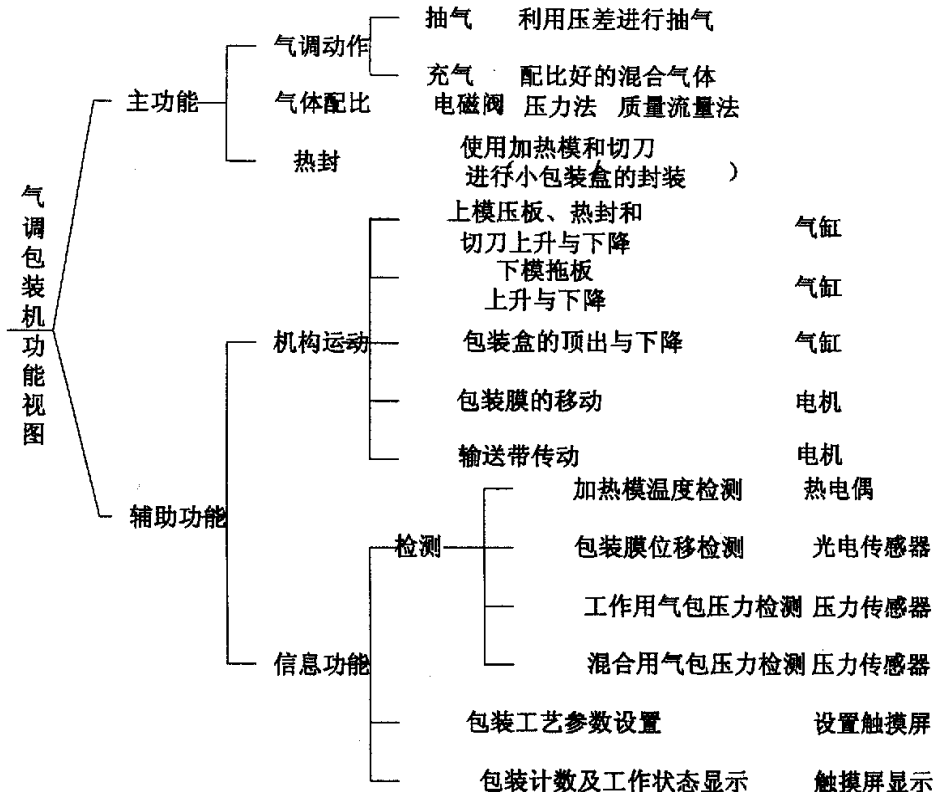 抽气 利用压差进行抽气
气调动作
充气 配比好的混合气体
主功能
气体配比 电磁阀 压力法 质量流量法
热封
使用加热模和切刀
进行小包装盒的封装 )
气调包装机功能视图
上模压板、热封和
切刀上升与下降 气缸
下模拖板
上升与下降 气缸
机构运动
包装盒的顶出与下降 气缸
包装膜的移动 电机
输送带传动 电机
辅助功能
加热模温度检测 热电偶
检测
包装膜位移检测 光电传感器
工作用气包压力检测 压力传感器
信息功能
混合用气包压力检测 压力传感器
包装工艺参数设置 设置触摸屏
包装计数及工作状态显示 触摸屏显示